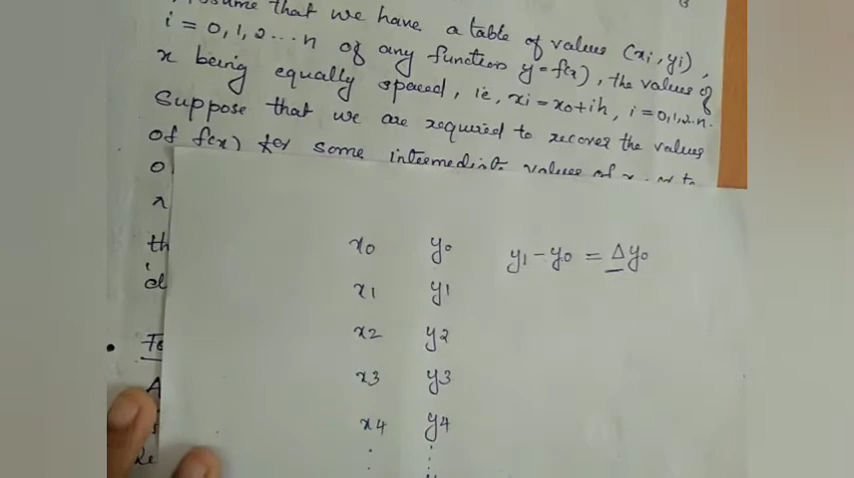 Assume that we have a table of values (xi, yi),
i = 0, 1, 2 ... n of any function y = f(x), the values of
x being equally spaced, ie, xi = x0 + ih, i = 0, 1, 2..n.
Suppose that we are required to recover the values
of f(x) for some intermediate values of x
x0 y0 y1 - y0 = Δy0
x1 y1
x2 y2
x3 y3
x4 y4
⋮ ⋮
th